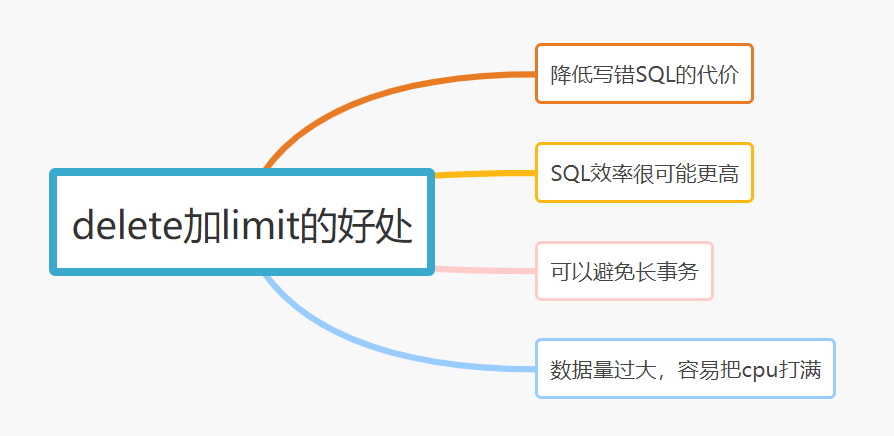 降低写错SQL的代价
SQL效率很可能更高
delete加limit的好处
可以避免长事务
数据量过大，容易把cpu打满